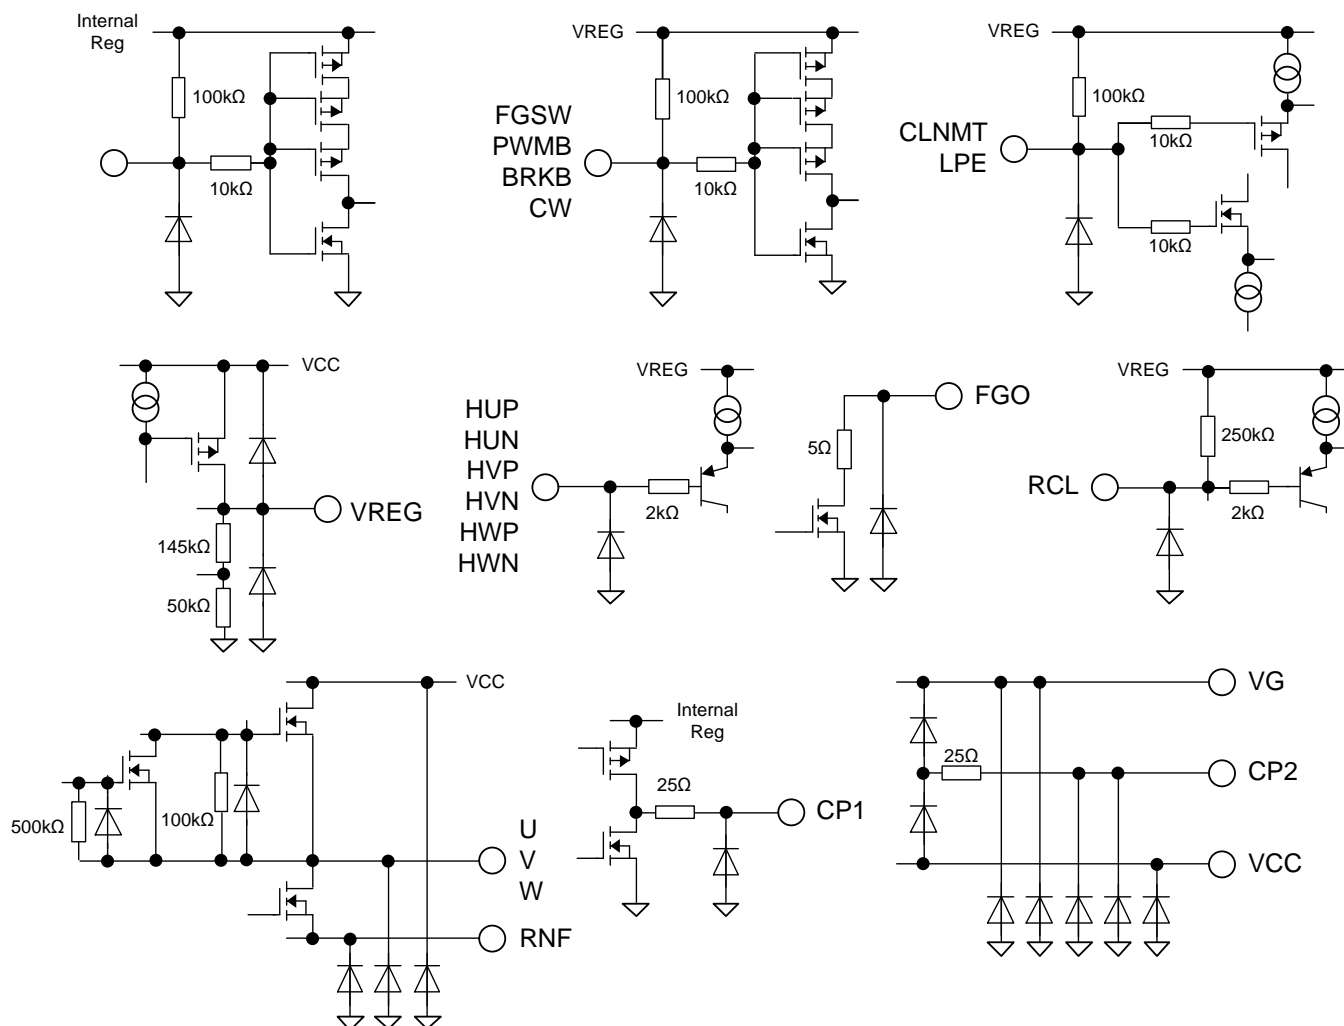 Internal
Reg
100kΩ
10kΩ
VREG
100kΩ
FGSW
PWMB
BRKB
CW
10kΩ
VREG
100kΩ
CLNMT
LPE
10kΩ
10kΩ
VCC
VREG
145kΩ
50kΩ
VREG
HUP
HUN
HVP
HVN
HWP
HWN
2kΩ
FGO
5Ω
VREG
250kΩ
RCL
2kΩ
VCC
500kΩ
100kΩ
U
V
W
RNF
Internal
Reg
25Ω
CP1
VG
25Ω
CP2
VCC